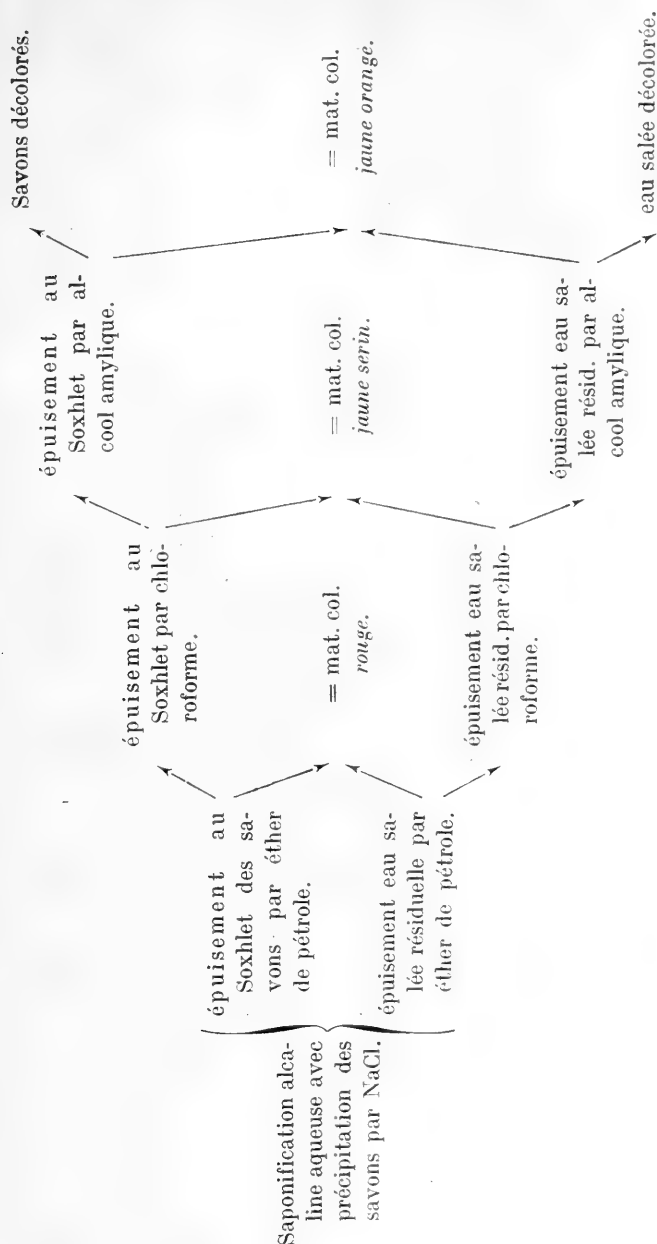 Saponification alca-
line aqueuse avec
précipitation des
savons par NaCl.
épuisement au
Soxhlet des sa-
vons par éther
de pétrole.
épuisement eau sa-
lée résiduelle par
éther de pétrole.
épuisement au
Soxhlet par chlo-
roforme.
= mat. col.
rouge.
épuisement eau sa-
lée résid. par chlo-
roforme.
épuisement au
Soxhlet par al-
cool amylique.
= mat. col.
jaune serin.
épuisement eau sa-
lée résid. par al-
cool amylique.
Savons décolorés.
= mat. col.
jaune orangé.
eau salée décolorée.